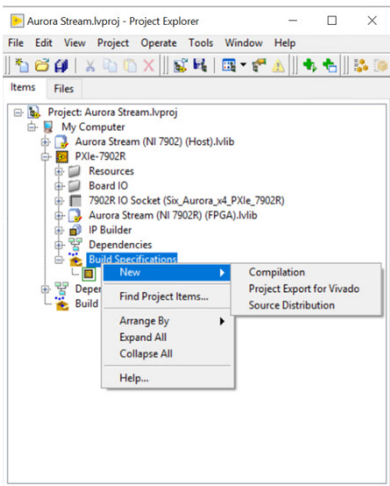 Aurora Stream.lvproj - Project Explorer
File Edit View Project Operate Tools Window Help
Items Files
Project: Aurora Stream.lvproj
My Computer
Aurora Stream (NI 7902) (Host).lvlib
PXIe-7902R
Resources
Board IO
7902R IO Socket (Six_Aurora_x4_PXIe_7902R)
Aurora Stream (NI 7902R) (FPGA).lvlib
IP Builder
Dependencies
Build Specifications
New
Compilation
Project Export for Vivado
Source Distribution
Find Project Items...
Arrange By
Expand All
Collapse All
Help...
Depe
Build